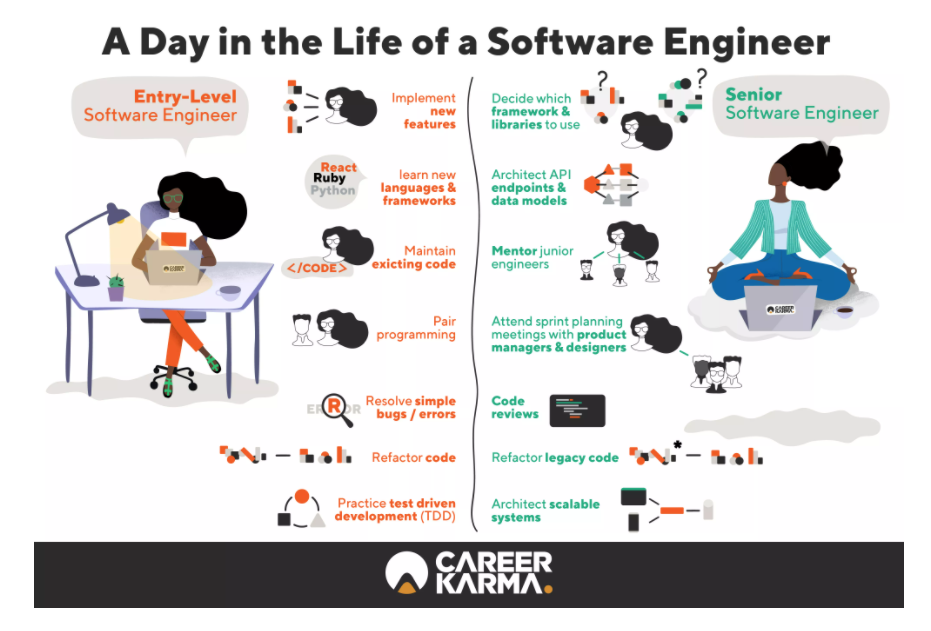 A Day in the Life of a Software Engineer
Entry-Level
Software Engineer
Implement
new
features
React
Ruby
Python
learn new
languages &
frameworks
</CODE>
Maintain
exicting code
Pair
programming
ERROR
Resolve simple
bugs / errors
Refactor code
Practice test driven
development (TDD)
CAREER KARMA
Decide which
framework &
libraries to use
? ?
Architect API
endpoints &
data models
Mentor junior
engineers
Attend sprint planning
meetings with product
managers & designers
Code
reviews
Refactor legacy code
*
Architect scalable
systems
Senior
Software Engineer
CAREER
KARMA.
CAREER
KARMA.